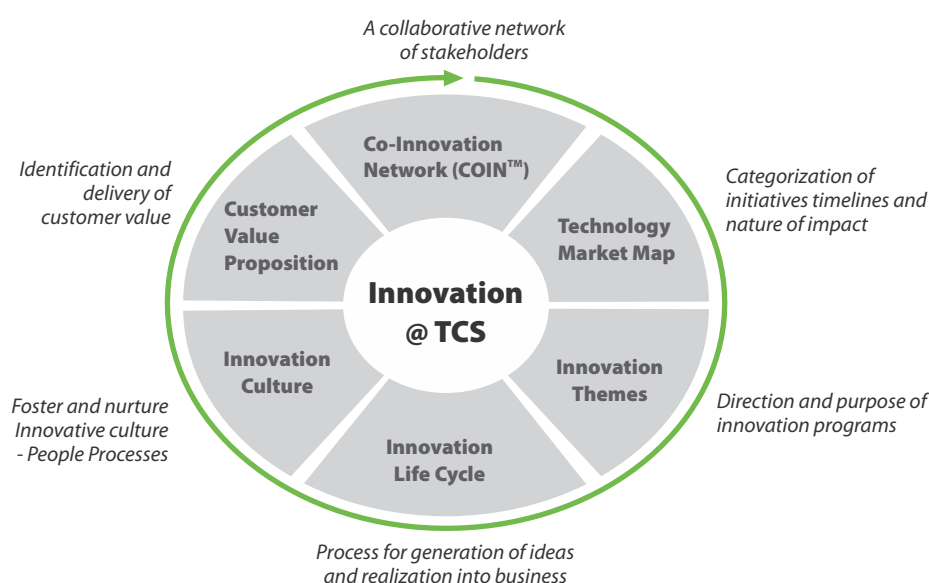 A collaborative network
of stakeholders
Co-Innovation
Network (COIN™)
Identification and
delivery of
customer value
Customer
Value
Proposition
Technology
Market Map
Categorization of
initiatives timelines and
nature of impact
Innovation
@ TCS
Innovation
Culture
Innovation
Themes
Foster and nurture
Innovative culture
- People Processes
Direction and purpose of
innovation programs
Innovation
Life Cycle
Process for generation of ideas
and realization into business